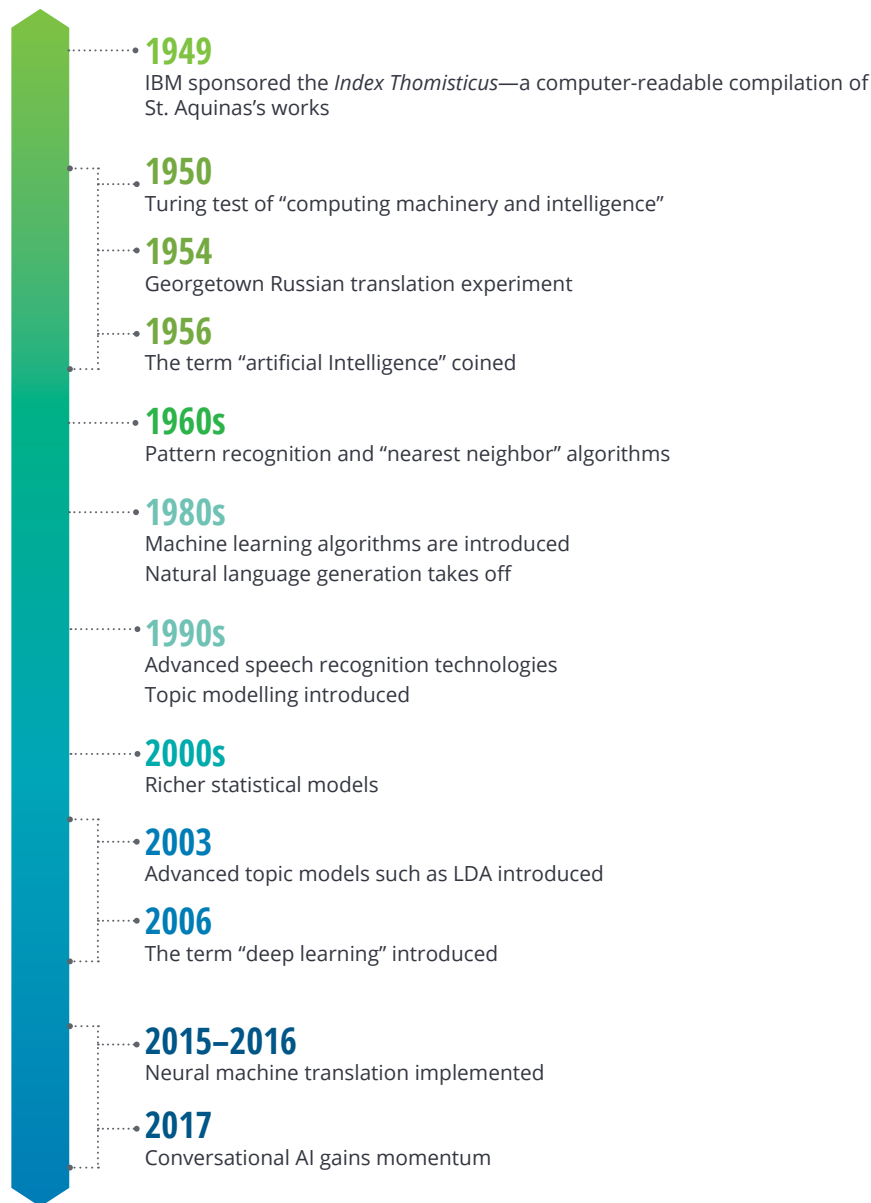 1949
IBM sponsored the Index Thomisticus—a computer-readable compilation of
St. Aquinas’s works
1950
Turing test of “computing machinery and intelligence”
1954
Georgetown Russian translation experiment
1956
The term “artificial Intelligence” coined
1960s
Pattern recognition and “nearest neighbor” algorithms
1980s
Machine learning algorithms are introduced
Natural language generation takes off
1990s
Advanced speech recognition technologies
Topic modelling introduced
2000s
Richer statistical models
2003
Advanced topic models such as LDA introduced
2006
The term “deep learning” introduced
2015–2016
Neural machine translation implemented
2017
Conversational AI gains momentum